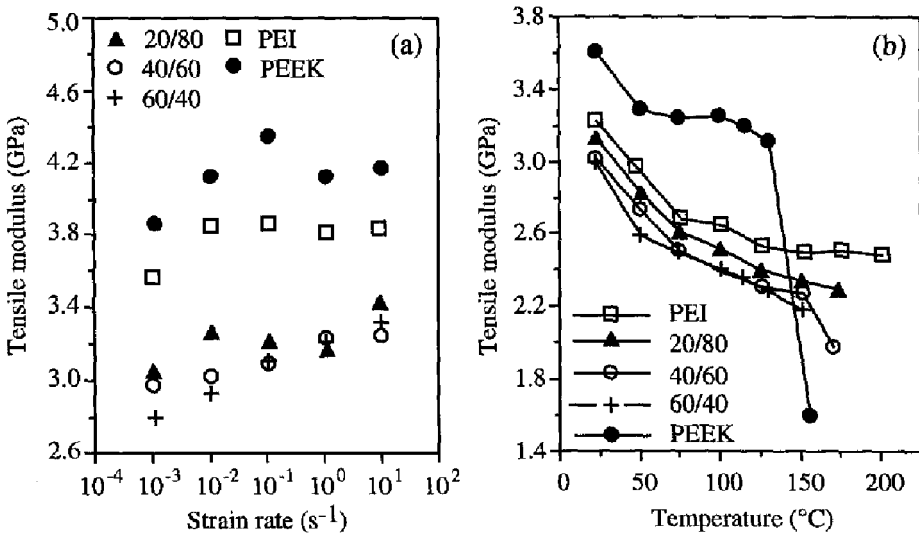 5.0
4.6
4.2
3.8
3.4
3.0
2.6
Tensile modulus (GPa)
20/80
40/60
60/40
PEI
PEEK
(a)
10⁻⁴ 10⁻³ 10⁻² 10⁻¹ 10⁰ 10¹ 10²
Strain rate (s⁻¹)
3.8
3.4
3.0
2.6
2.2
1.8
1.4
Tensile modulus (GPa)
(b)
PEI
20/80
40/60
60/40
PEEK
0 50 100 150 200
Temperature (°C)